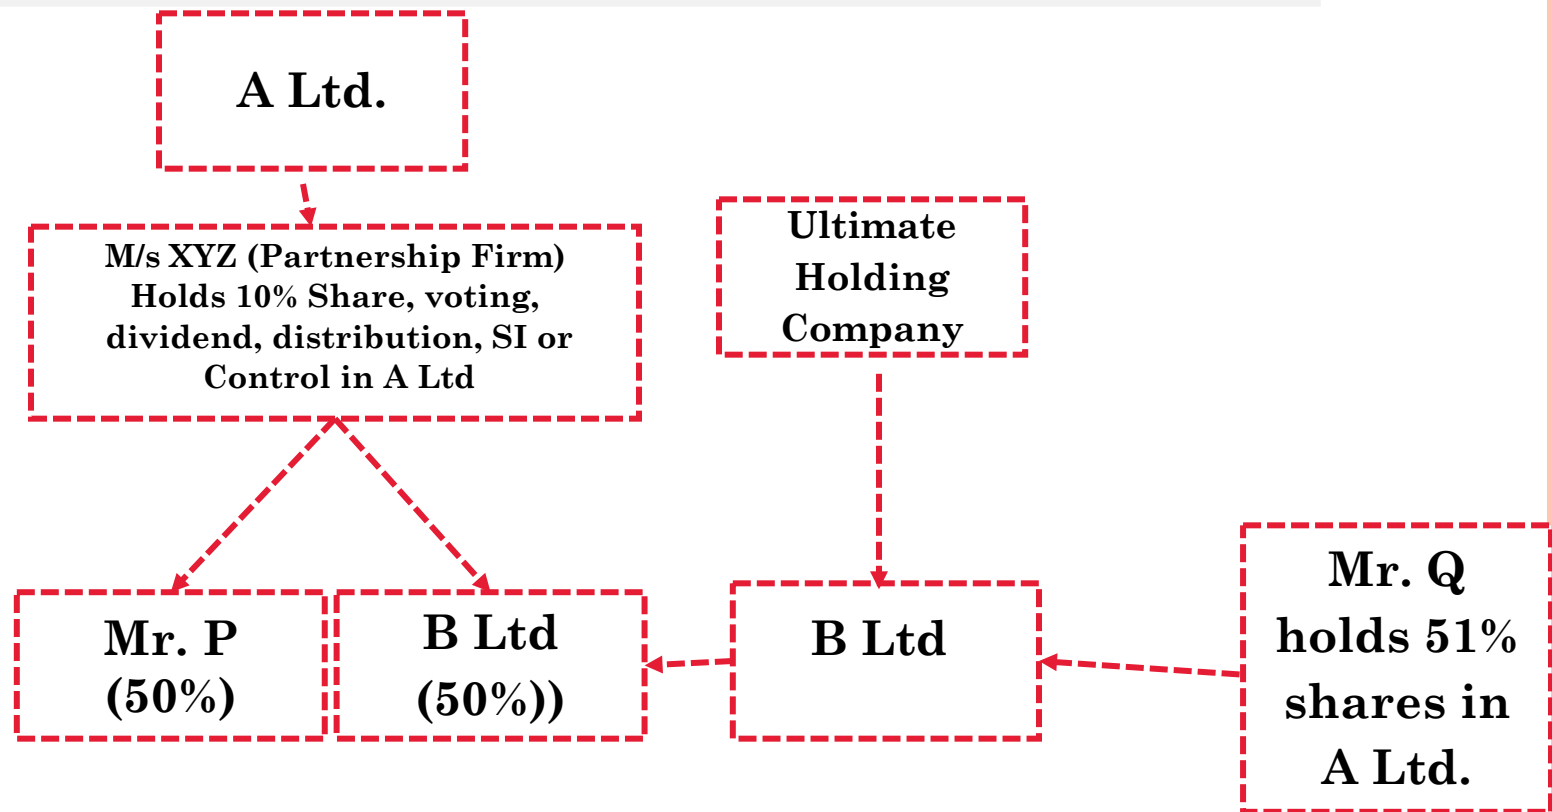 A Ltd.
M/s XYZ (Partnership Firm)
Holds 10% Share, voting,
dividend, distribution, SI or
Control in A Ltd
Ultimate
Holding
Company
Mr. P
(50%)
B Ltd
(50%))
B Ltd
Mr. Q
holds 51%
shares in
A Ltd.